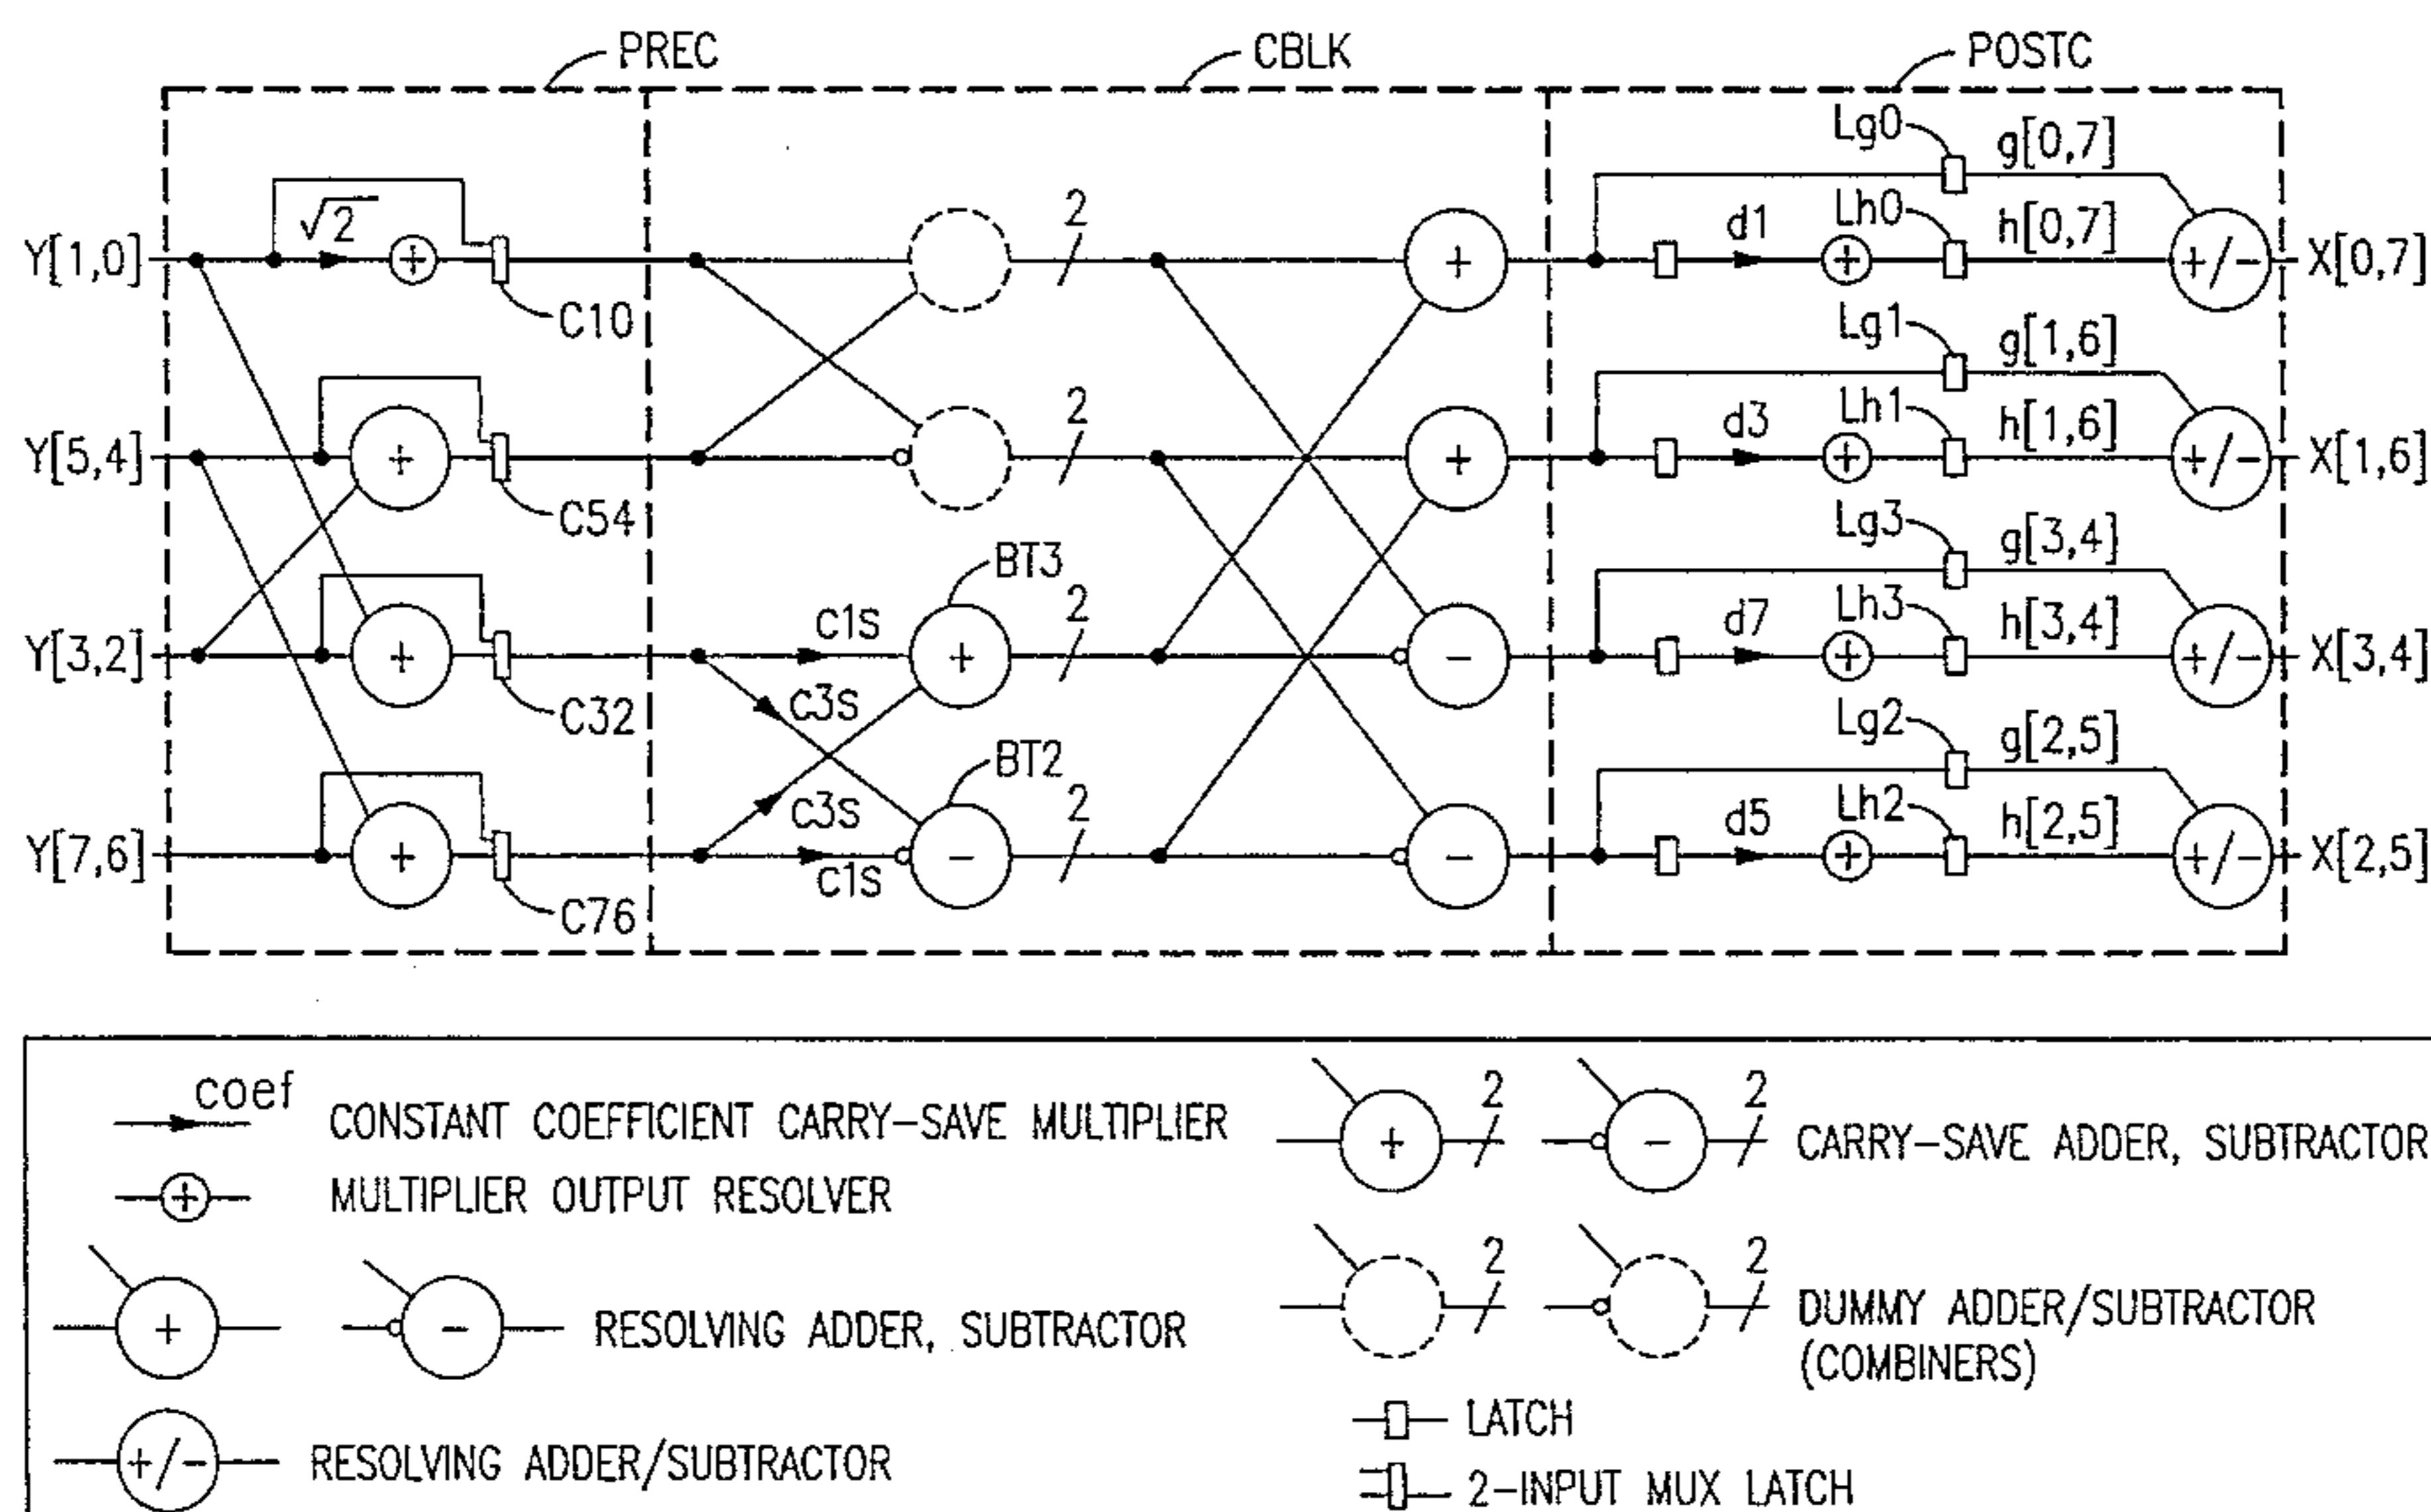 PREC
CBLK
POSTC
Lg0
g[0,7]
√2
2
d1
Lh0
h[0,7]
Y[1,0]
+
+
+/-
X[0,7]
C10
Lg1
g[1,6]
2
d3
Lh1
h[1,6]
Y[5,4]
+
+
+
+/-
X[1,6]
C54
Lg3
g[3,4]
BT3
2
c1s
d7
Lh3
h[3,4]
Y[3,2]
+
+
-
+
+/-
X[3,4]
c3s
C32
Lg2
g[2,5]
BT2
2
c3s
d5
Lh2
h[2,5]
Y[7,6]
+
-
-
+
+/-
X[2,5]
c1s
C76
coef
CONSTANT COEFFICIENT CARRY-SAVE MULTIPLIER
+ MULTIPLIER OUTPUT RESOLVER
+ - RESOLVING ADDER, SUBTRACTOR
+/- RESOLVING ADDER/SUBTRACTOR
+ 2 - 2 CARRY-SAVE ADDER, SUBTRACTOR
2 2 DUMMY ADDER/SUBTRACTOR
(COMBINERS)
LATCH
2-INPUT MUX LATCH